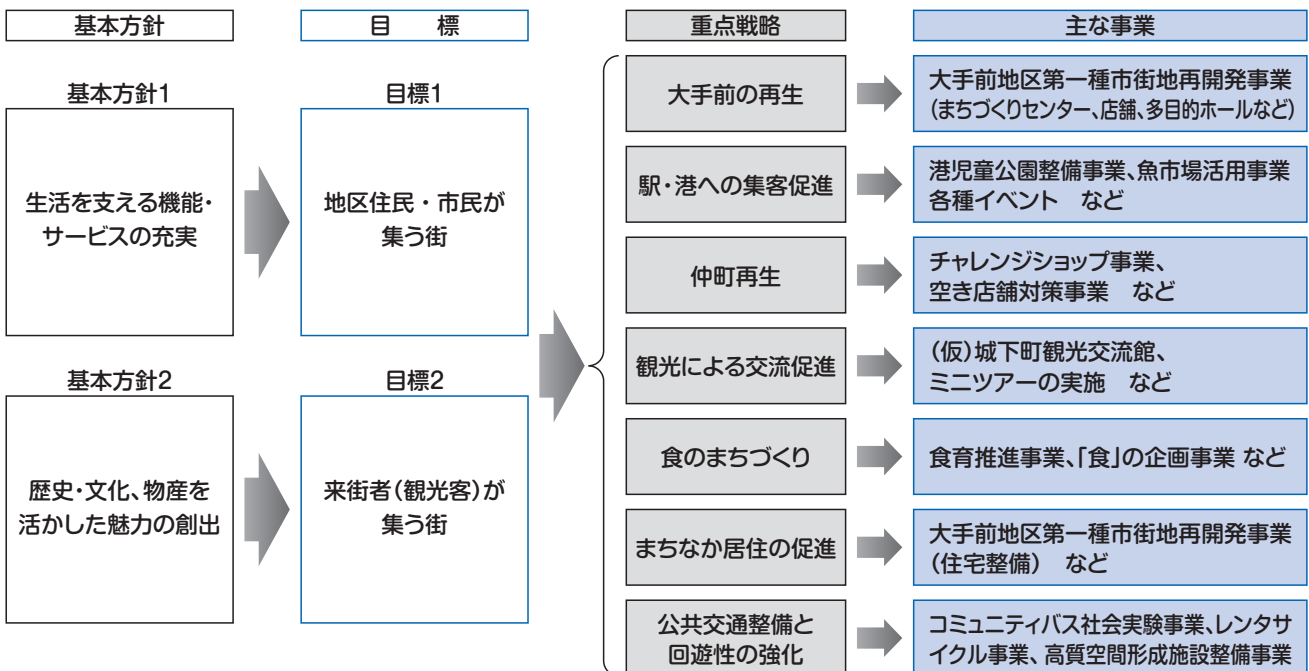 基本方針
目　標
重点戦略
主な事業
基本方針1
生活を支える機能・
サービスの充実
目標1
地区住民・市民が
集う街
基本方針2
歴史・文化、物産を
活かした魅力の創出
目標2
来街者(観光客)が
集う街
大手前の再生
大手前地区第一種市街地再開発事業
(まちづくりセンター、店舗、多目的ホールなど)
駅・港への集客促進
港児童公園整備事業、魚市場活用事業
各種イベント　など
仲町再生
チャレンジショップ事業、
空き店舗対策事業　など
観光による交流促進
(仮)城下町観光交流館、
ミニツアーの実施　など
食のまちづくり
食育推進事業、「食」の企画事業 など
まちなか居住の促進
大手前地区第一種市街地再開発事業
(住宅整備)　など
公共交通整備と
回遊性の強化
コミュニティバス社会実験事業、レンタサ
イクル事業、高質空間形成施設整備事業